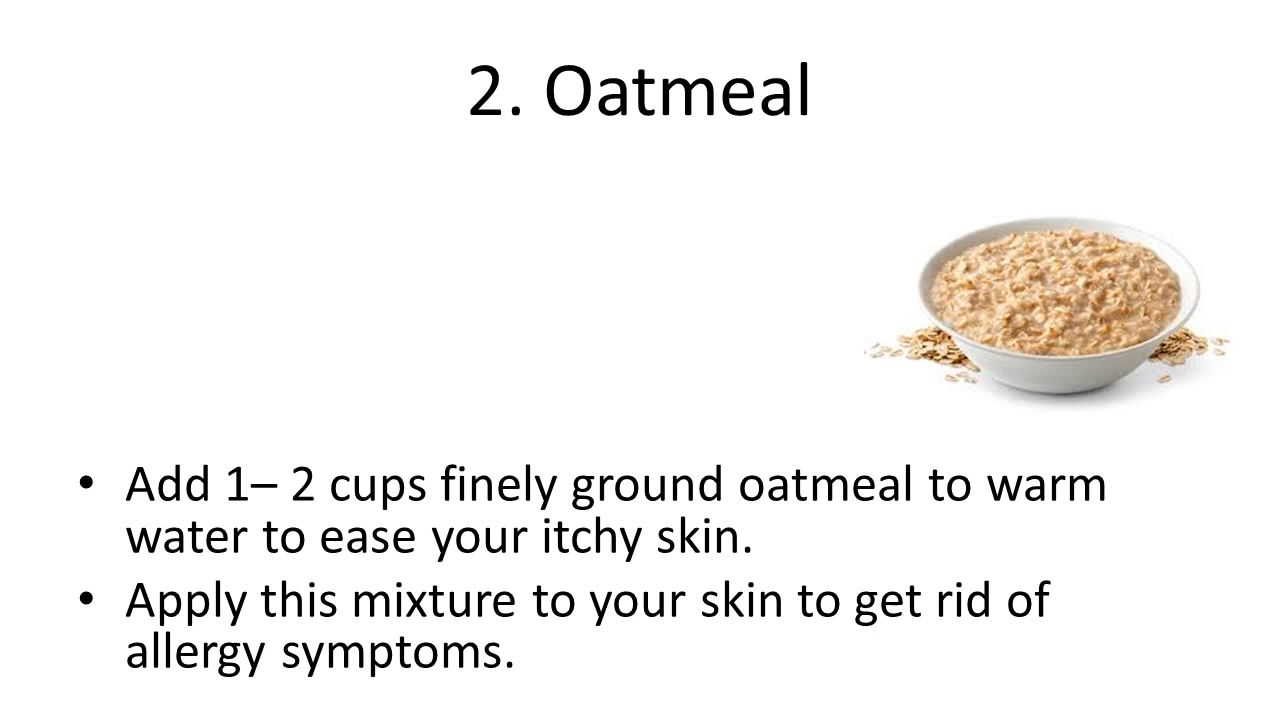 2. Oatmeal
• Add 1– 2 cups finely ground oatmeal to warm
water to ease your itchy skin.
• Apply this mixture to your skin to get rid of
allergy symptoms.